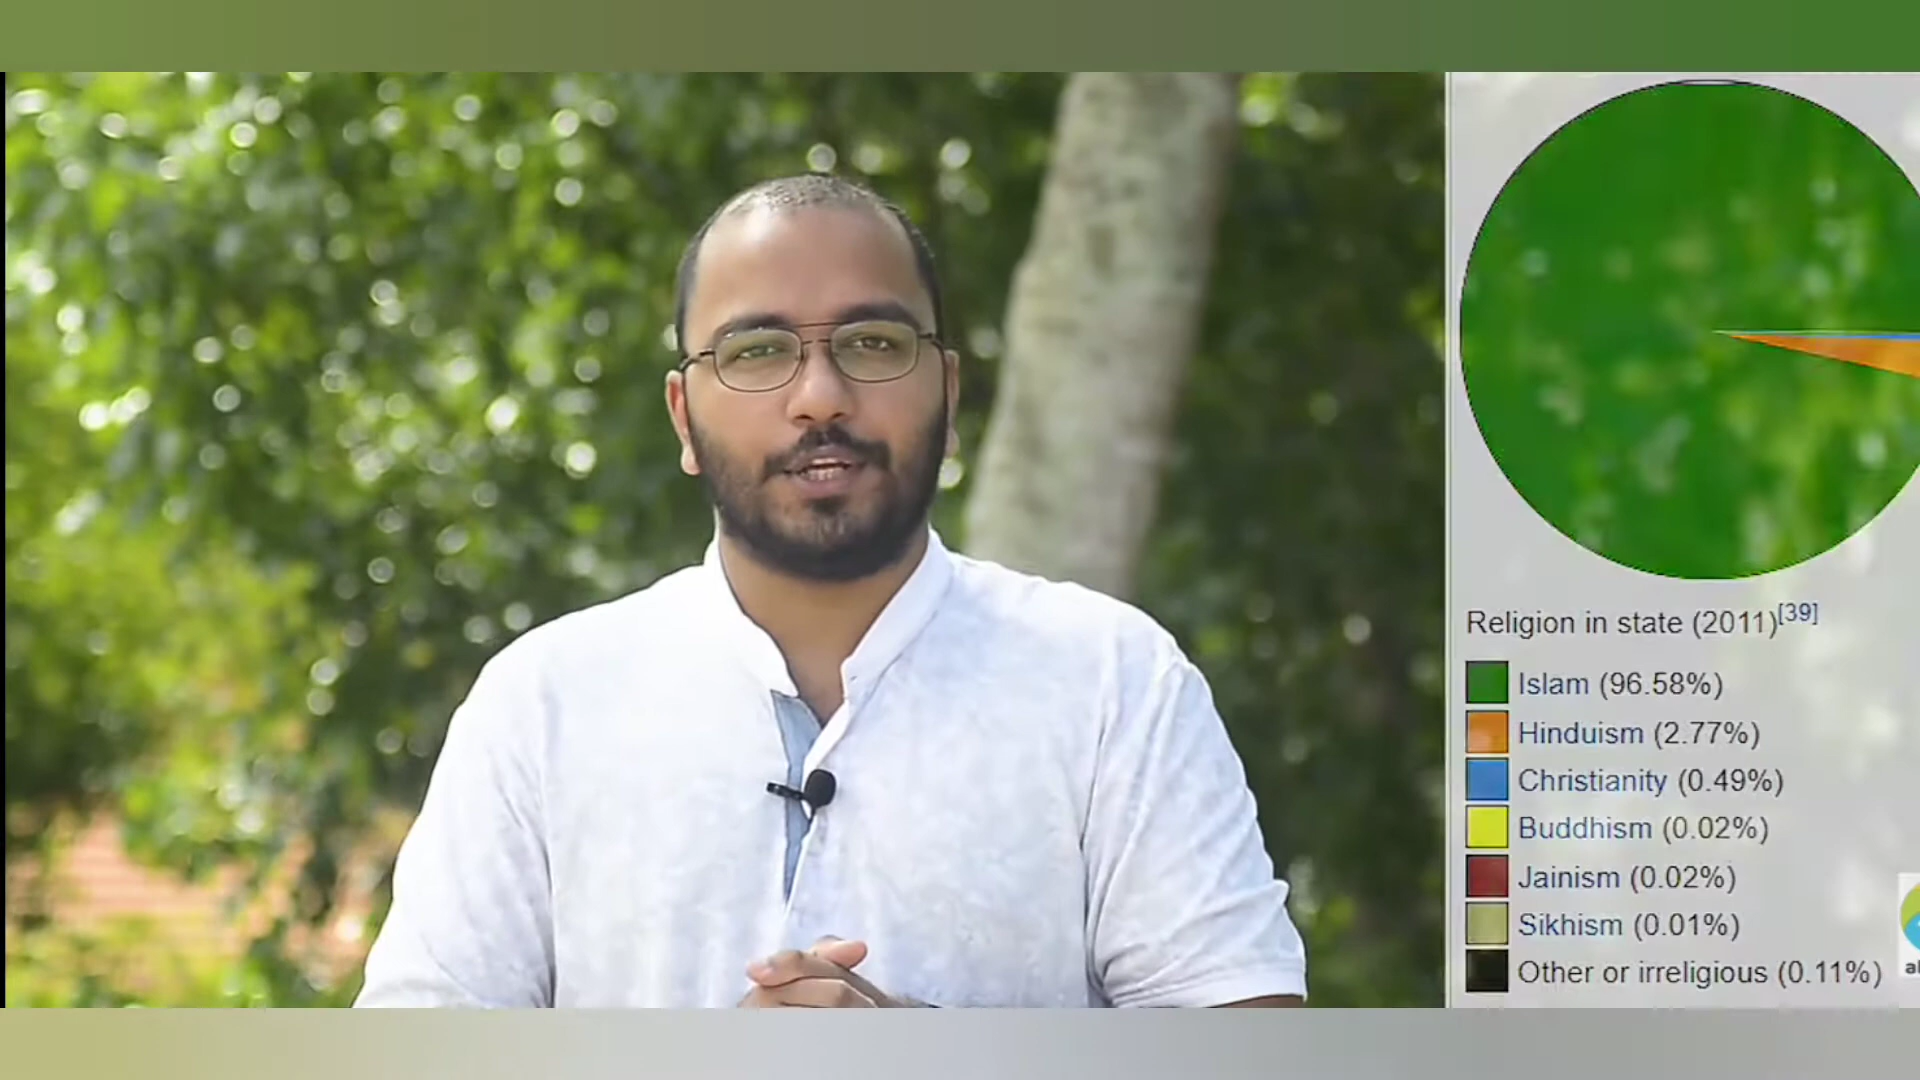 Religion in state (2011)[39]
Islam (96.58%)
Hinduism (2.77%)
Christianity (0.49%)
Buddhism (0.02%)
Jainism (0.02%)
Sikhism (0.01%)
Other or irreligious (0.11%)